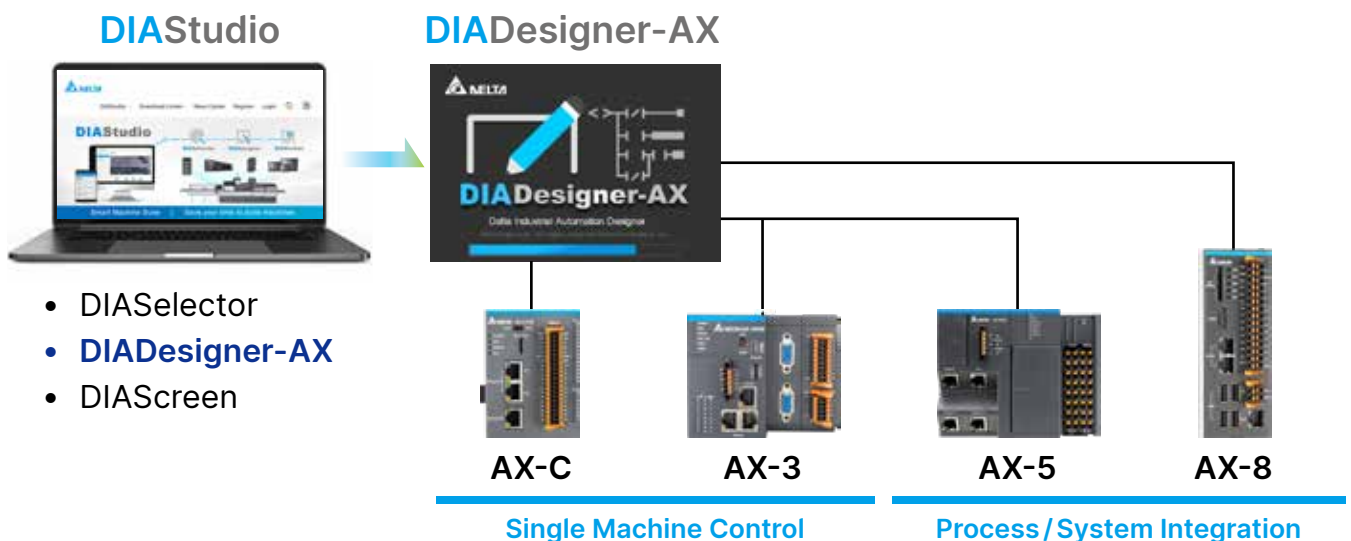 DIAStudio
DIADesigner-AX
DELTA
DIAStudio
DELTA
DIADesigner-AX
Delta Industrial Automation Designer
• DIASelector
• DIADesigner-AX
• DIAScreen
AX-C
AX-3
AX-5
AX-8
Single Machine Control
Process/System Integration